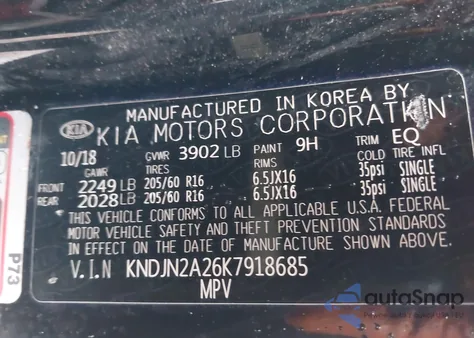 MANUFACTURED IN KOREA BY
KIA KIA MOTORS CORPORATION
10/18 GVWR 3902 LB PAINT 9H TRIM EQ
GAWR TIRES RIMS COLD TIRE INFL
FRONT 2249 LB 205/60 R16 6.5JX16 35psi SINGLE
REAR 2028 LB 205/60 R16 6.5JX16 35psi SINGLE
THIS VEHICLE CONFORMS TO ALL APPLICABLE U.S.A. FEDERAL
MOTOR VEHICLE SAFETY AND THEFT PREVENTION STANDARDS
IN EFFECT ON THE DATE OF MANUFACTURE SHOWN ABOVE.
V.I.N KNDJN2A26K7918685
MPV
P73
autoSnap